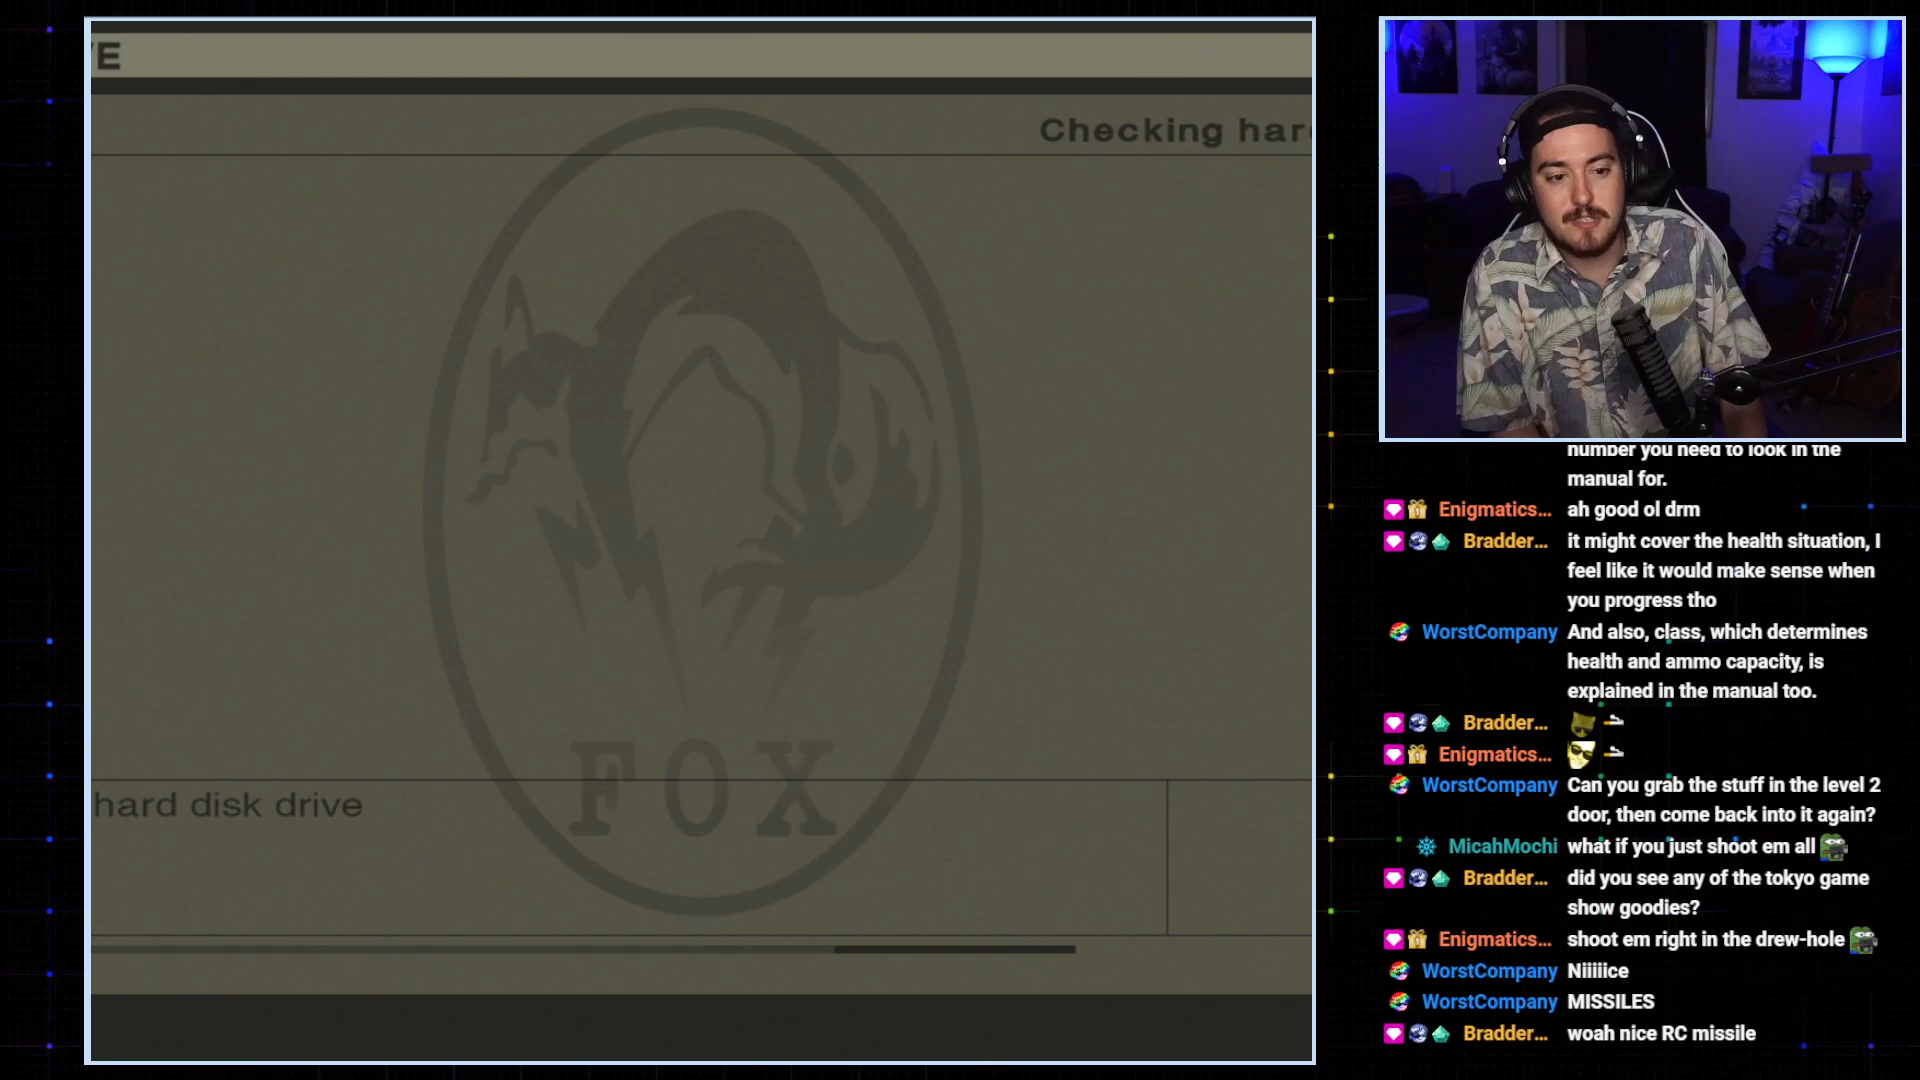 E
Checking har
FOX
hard disk drive
number you need to look in the
manual for.
Enigmatics... ah good ol drm
Bradder... it might cover the health situation, I
feel like it would make sense when
you progress tho
WorstCompany And also, class, which determines
health and ammo capacity, is
explained in the manual too.
Bradder...
Enigmatics...
WorstCompany Can you grab the stuff in the level 2
door, then come back into it again?
MicahMochi what if you just shoot em all
Bradder... did you see any of the tokyo game
show goodies?
Enigmatics... shoot em right in the drew-hole
WorstCompany Niiiiice
WorstCompany MISSILES
Bradder... woah nice RC missile